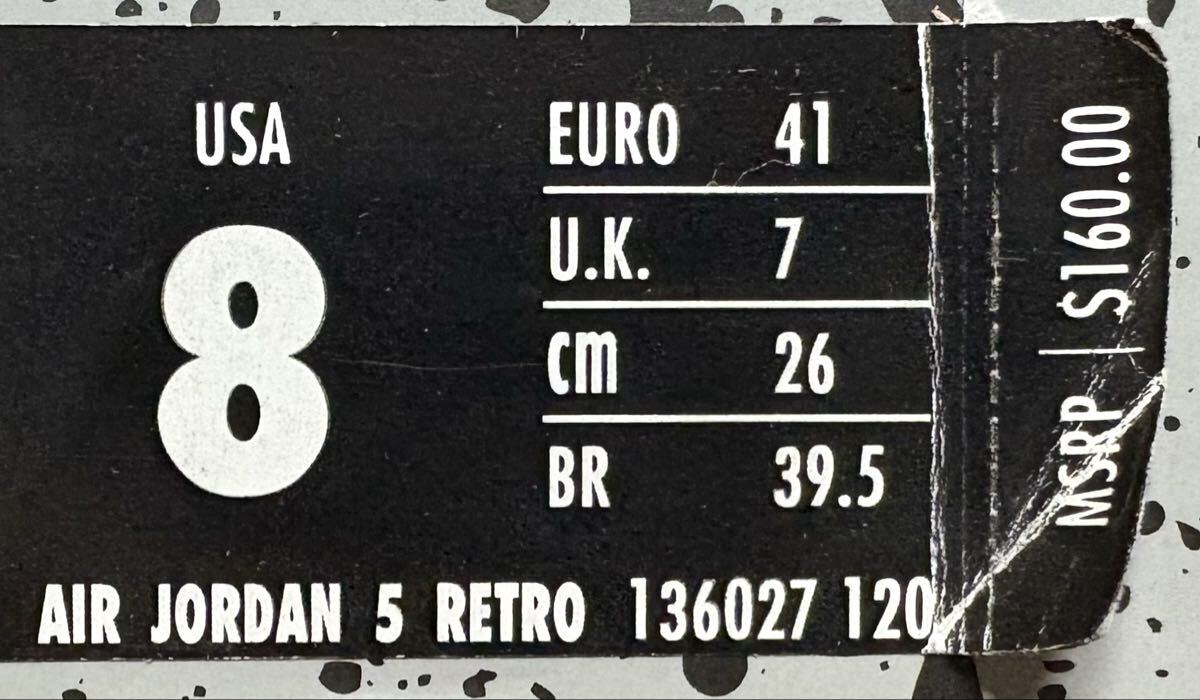 USA
8
EURO 41
U.K. 7
cm 26
BR 39.5
AIR JORDAN 5 RETRO 136027 120
MSRP | $160.00